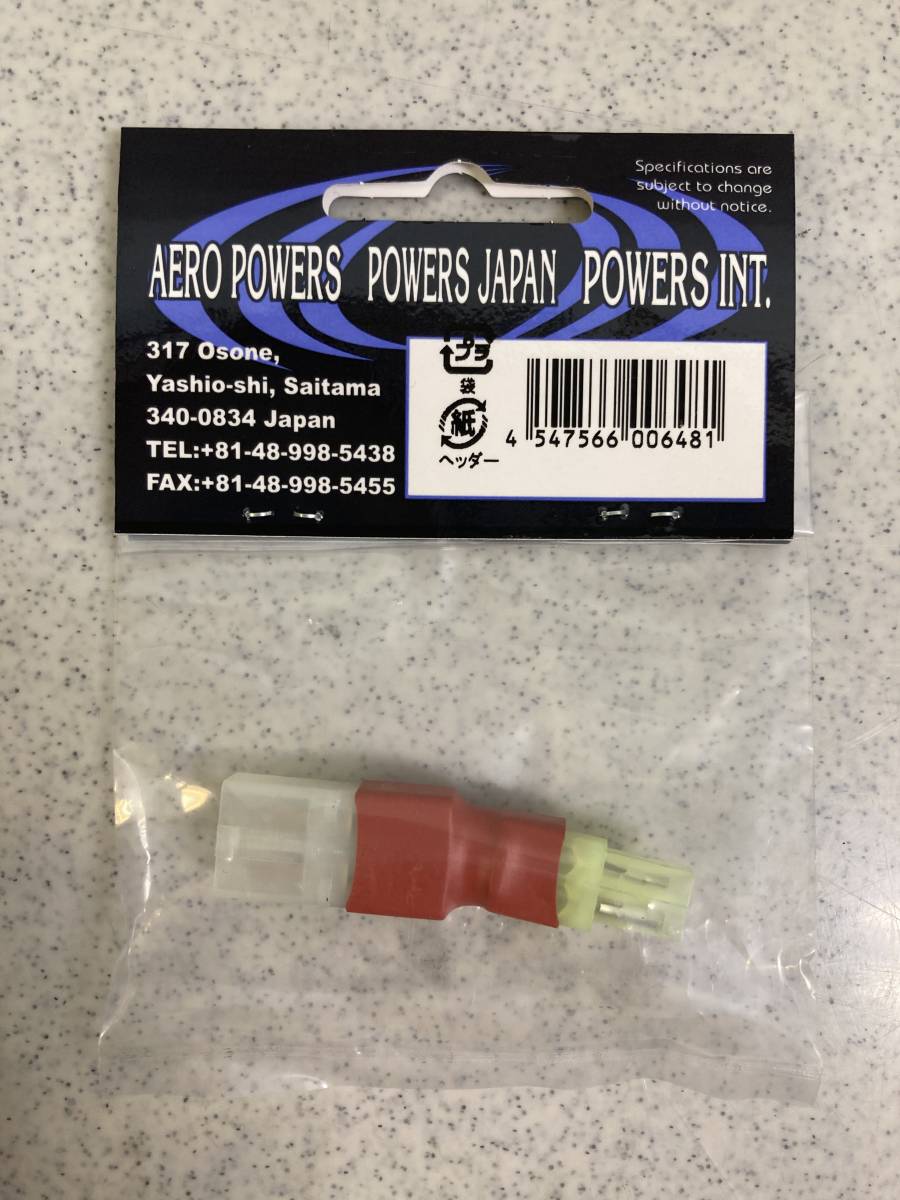 Specifications are
subject to change
without notice.
AERO POWERS POWERS JAPAN POWERS INT.
317 Osone,
Yashio-shi, Saitama
340-0834 Japan
TEL:+81-48-998-5438
FAX:+81-48-998-5455
プラ
袋
紙
ヘッダー
4 547566 006481